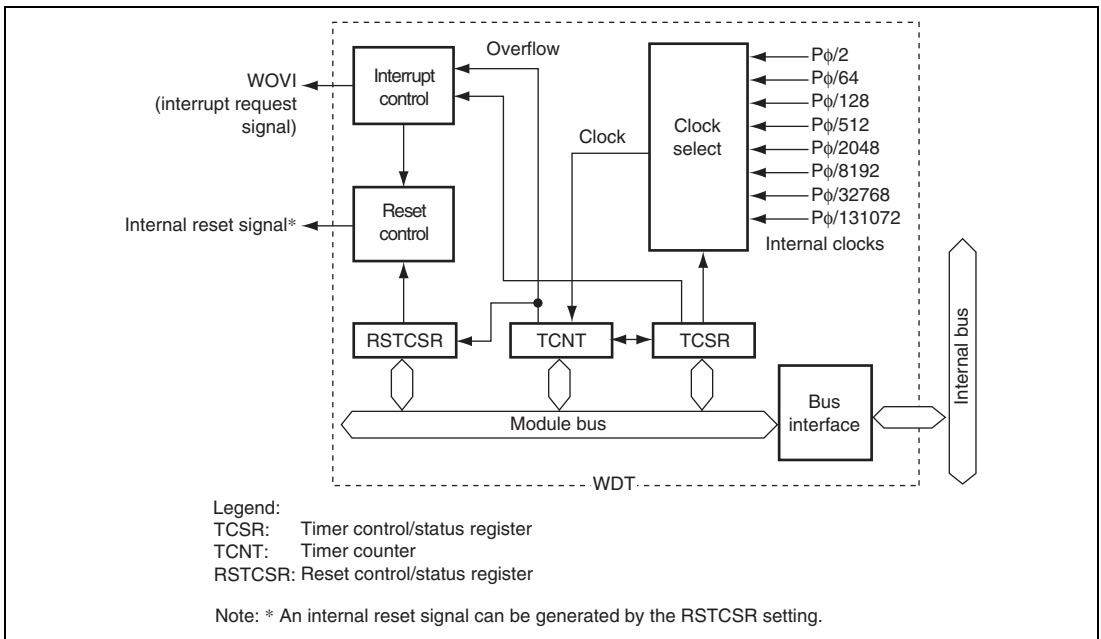 Overflow
WOVI
(interrupt request
signal)
Interrupt
control
Clock
select
Pϕ/2
Pϕ/64
Pϕ/128
Pϕ/512
Pϕ/2048
Pϕ/8192
Pϕ/32768
Pϕ/131072
Internal clocks
Clock
Internal reset signal*
Reset
control
RSTCSR
TCNT
TCSR
Module bus
Bus
interface
Internal bus
WDT
Legend:
TCSR: Timer control/status register
TCNT: Timer counter
RSTCSR: Reset control/status register
Note: * An internal reset signal can be generated by the RSTCSR setting.